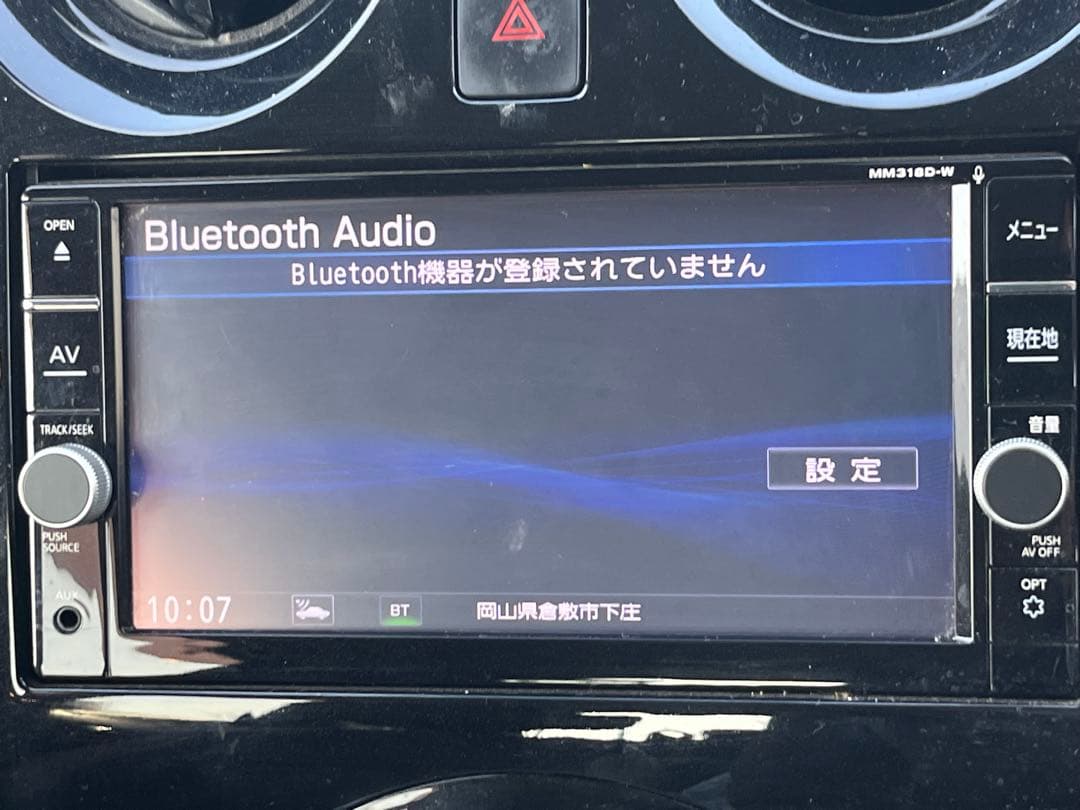 MM316D-W
OPEN
メニュー
Bluetooth Audio
Bluetooth機器が登録されていません
AV
現在地
TRACK/SEEK
音量
設定
PUSH
SOURCE
PUSH
AV OFF
AUX
OPT
10:07
BT
岡山県倉敷市下庄